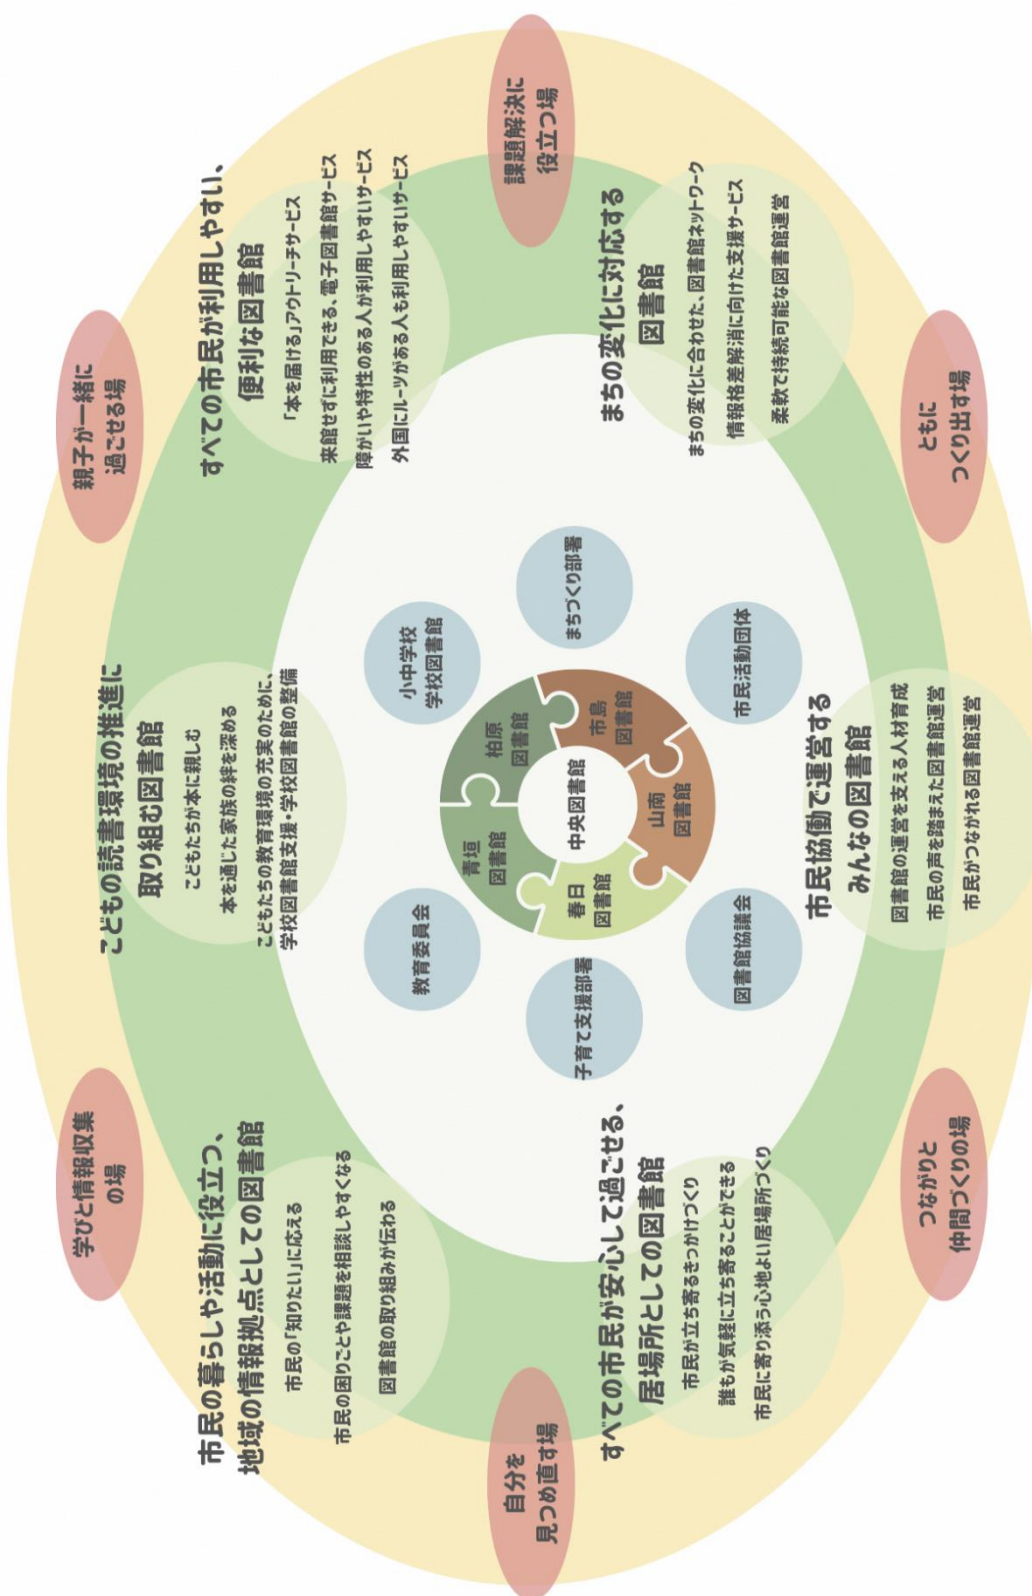 学びと情報収集
の場
親子が一緒に
過ごせる場
こどもの読書環境の推進に
取り組む図書館
こどもたちが本に親しむ
本を通じた家族の絆を深める
こどもたちの教育環境の充実のために、
学校図書館支援・学校図書館の整備
市民の暮らしや活動に役立つ、
地域の情報拠点としての図書館
市民の「知りたい」に応える
市民の困りごとや課題を相談しやすくなる
図書館の取り組みが伝わる
すべての市民が利用しやすい、
便利な図書館
「本を届ける」アウトリーチサービス
来館せずに利用できる、電子図書館サービス
障がいや特性のある人が利用しやすいサービス
外国にルーツがある人も利用しやすいサービス
教育委員会
小中学校
学校図書館
青垣
図書館
柏原
図書館
自分を
見つめ直す場
子育て支援部署
中央図書館
まちづくり部署
課題解決に
役立つ場
春日
図書館
市島
図書館
山南
図書館
図書館協議会
市民活動団体
すべての市民が安心して過ごせる、
居場所としての図書館
市民が立ち寄るきっかけづくり
誰もが気軽に立ち寄ることができる
市民に寄り添う心地よい居場所づくり
まちの変化に対応する
図書館
まちの変化に合わせた、図書館ネットワーク
情報格差解消に向けた支援サービス
柔軟で持続可能な図書館運営
市民協働で運営する
みんなの図書館
図書館の運営を支える人材育成
市民の声を踏まえた図書館運営
市民がつながれる図書館運営
つながりと
仲間づくりの場
ともに
つくり出す場